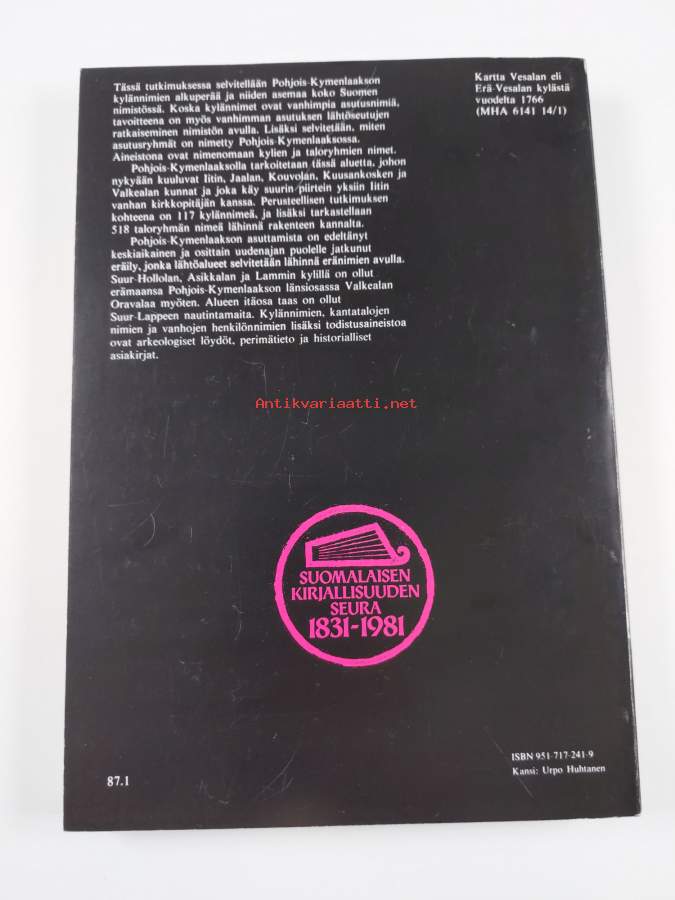 Tässä tutkimuksessa selvitellään Pohjois-Kymenlaakson
kylännimien alkuperää ja niiden asemaa koko Suomen
nimistössä. Koska kylännimet ovat vanhimpia asutusnimiä,
tavoitteena on myös vanhimman asutuksen lähtöseutujen
ratkaiseminen nimistön avulla. Lisäksi selvitetään, miten
asutusryhmät on nimetty Pohjois-Kymenlaaksossa.
Aineistona ovat nimenomaan kylien ja taloryhmien nimet.
Pohjois-Kymenlaaksolla tarkoitetaan tässä aluetta, johon
nykyään kuuluvat Iitin, Jaalan, Kouvolan, Kuusankosken ja
Valkealan kunnat ja joka käy suurin piirtein yksiin Iitin
vanhan kirkkopitäjän kanssa. Perusteellisen tutkimuksen
kohteena on 117 kylännimeä, ja lisäksi tarkastellaan
518 taloryhmän nimeä lähinnä rakenteen kannalta.
Pohjois-Kymenlaakson asuttamista on edeltänyt
keskiaikainen ja osittain uudenajan puolelle jatkunut
eräily, jonka lähtöalueet selvitetään lähinnä eränimien avulla.
Suur-Hollolan, Asikkalan ja Lammin kylillä on ollut
erämaansa Pohjois-Kymenlaakson länsiosassa Valkealan
Oravalaa myöten. Alueen itäosa taas on ollut
Suur-Lappeen nautintamaita. Kylännimien, kantatalojen
nimien ja vanhojen henkilönnimien lisäksi todistusaineistoa
ovat arkeologiset löydöt, perimätieto ja historialliset
asiakirjat.
Kartta Vesalan eli
Erä-Vesalan kylästä
vuodelta 1766
(MHA 6141 14/1)
Antikvariaatti.net
SUOMALAISEN
KIRJALLISUUDEN
SEURA
1831-1981
ISBN 951-717-241-9
Kansi: Urpo Huhtanen
87.1